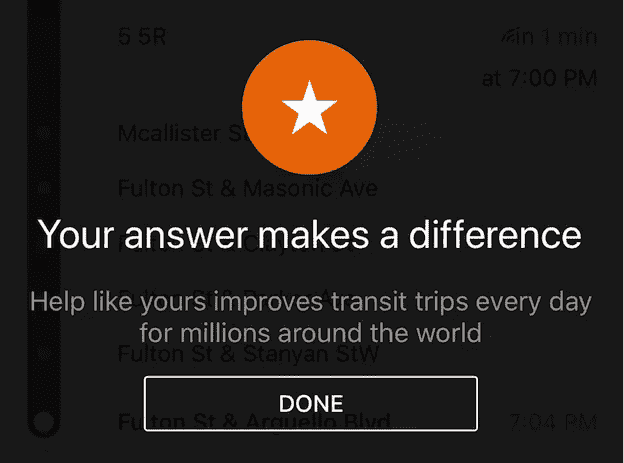 5 5R
in 1 min
at 7:00 PM
Mcallister
Fulton St & Masonic Ave
Your answer makes a difference
Help like yours improves transit trips every day
for millions around the world
Fulton St & Stanyan StW
DONE
Fulton St & Arguello Blvd
7:04 PM